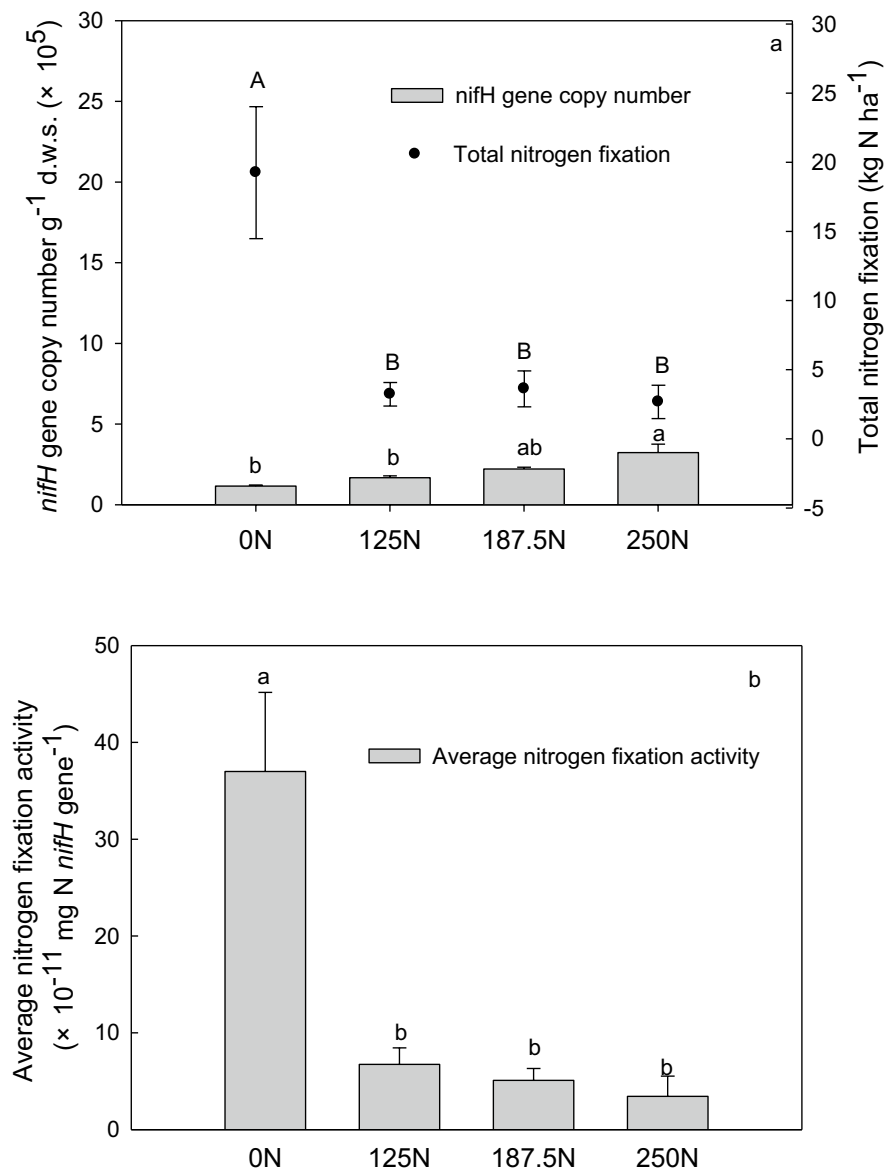 a
nifH gene copy number g⁻¹ d.w.s. (× 10⁵)
30
25
20
15
10
5
0
Total nitrogen fixation (kg N ha⁻¹)
30
25
20
15
10
5
0
-5
nifH gene copy number
Total nitrogen fixation
A
B
B
B
b
b
ab
a
0N 125N 187.5N 250N
b
Average nitrogen fixation activity
(× 10⁻¹¹ mg N nifH gene⁻¹)
50
40
30
20
10
0
Average nitrogen fixation activity
a
b
b
b
0N 125N 187.5N 250N